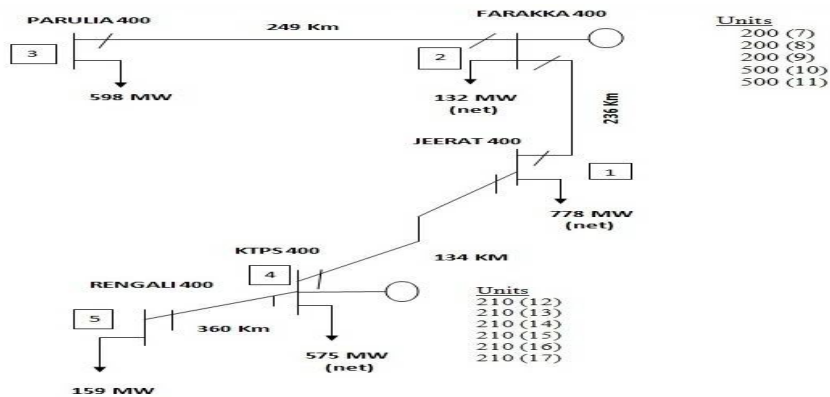 PARULIA 400
249 Km
FARAKKA 400
3
2
598 MW
132 MW
(net)
Units
200 (7)
200 (8)
200 (9)
500 (10)
500 (11)
236 Km
JEERAT 400
1
778 MW
(net)
134 KM
KTPS 400
4
RENGALI 400
5
360 Km
575 MW
(net)
159 MW
Units
210 (12)
210 (13)
210 (14)
210 (15)
210 (16)
210 (17)